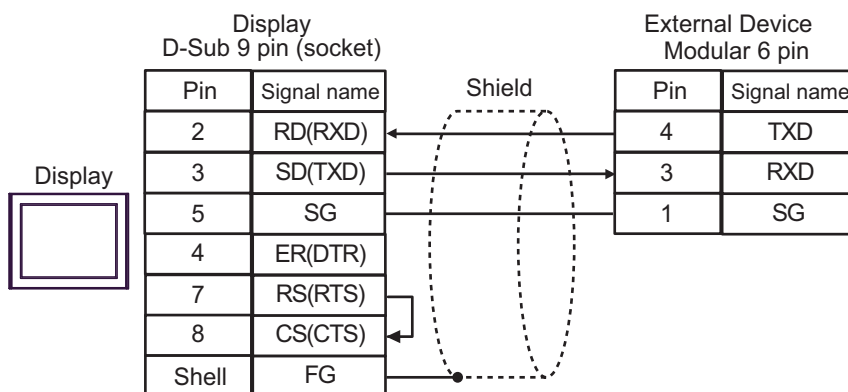 Display
D-Sub 9 pin (socket)
External Device
Modular 6 pin
Pin Signal name
Shield
Pin Signal name
2 RD(RXD)
4 TXD
3 SD(TXD)
3 RXD
Display
5 SG
1 SG
4 ER(DTR)
7 RS(RTS)
8 CS(CTS)
Shell FG